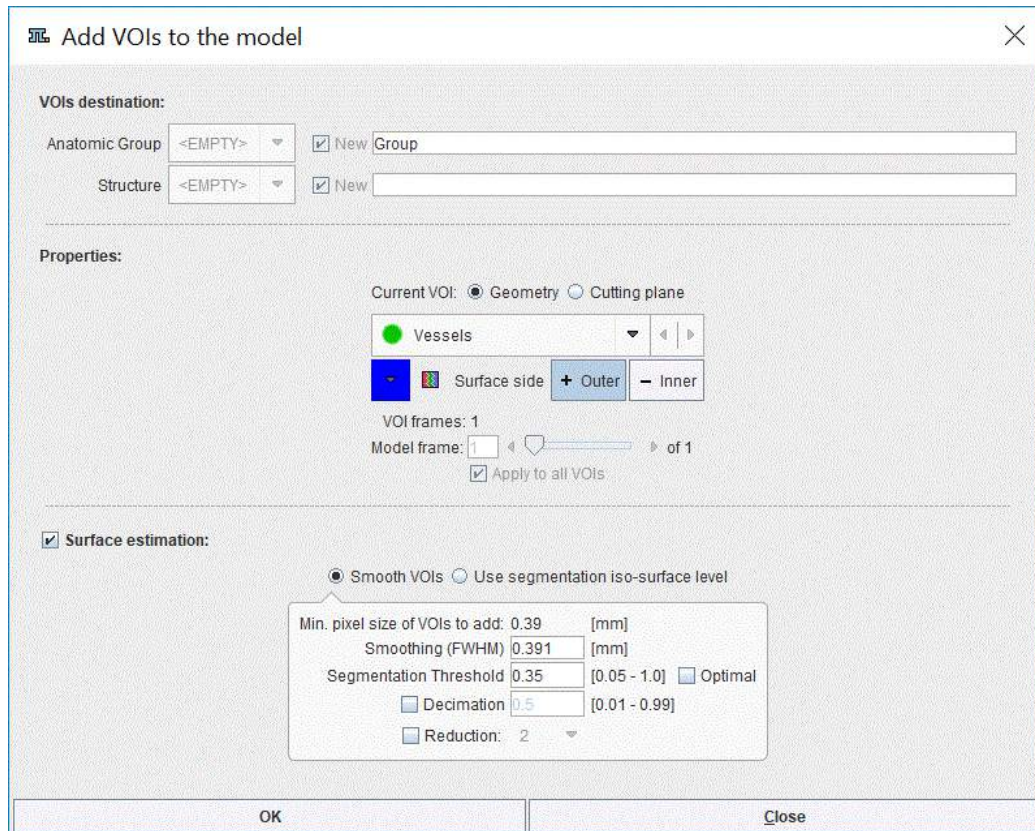 Add VOIs to the model
VOIs destination:
Anatomic Group <EMPTY> New Group
Structure <EMPTY> New
Properties:
Current VOI: Geometry Cutting plane
Vessels
Surface side + Outer − Inner
VOI frames: 1
Model frame: 1 of 1
Apply to all VOIs
Surface estimation:
Smooth VOIs Use segmentation iso-surface level
Min. pixel size of VOIs to add: 0.39 [mm]
Smoothing (FWHM) 0.391 [mm]
Segmentation Threshold 0.35 [0.05 - 1.0] Optimal
Decimation 0.5 [0.01 - 0.99]
Reduction: 2
OK Close